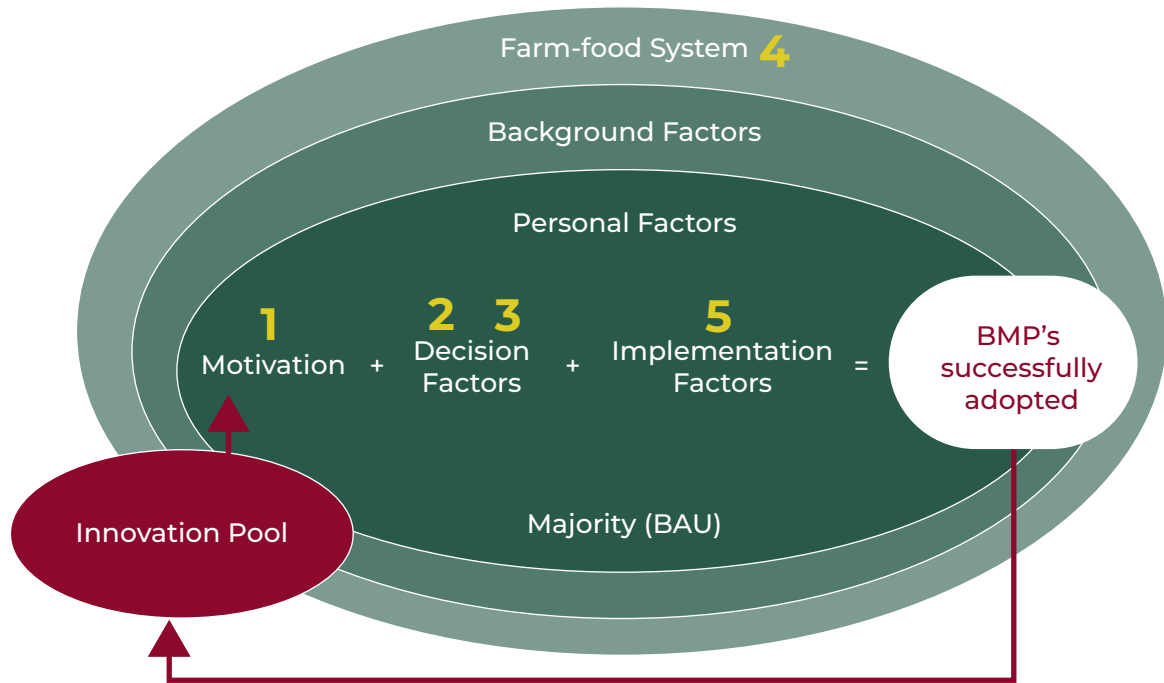 Farm-food System 4
Background Factors
Personal Factors
1 2 3 5
Motivation + Decision Factors + Implementation Factors = BMP's successfully adopted
Innovation Pool
Majority (BAU)